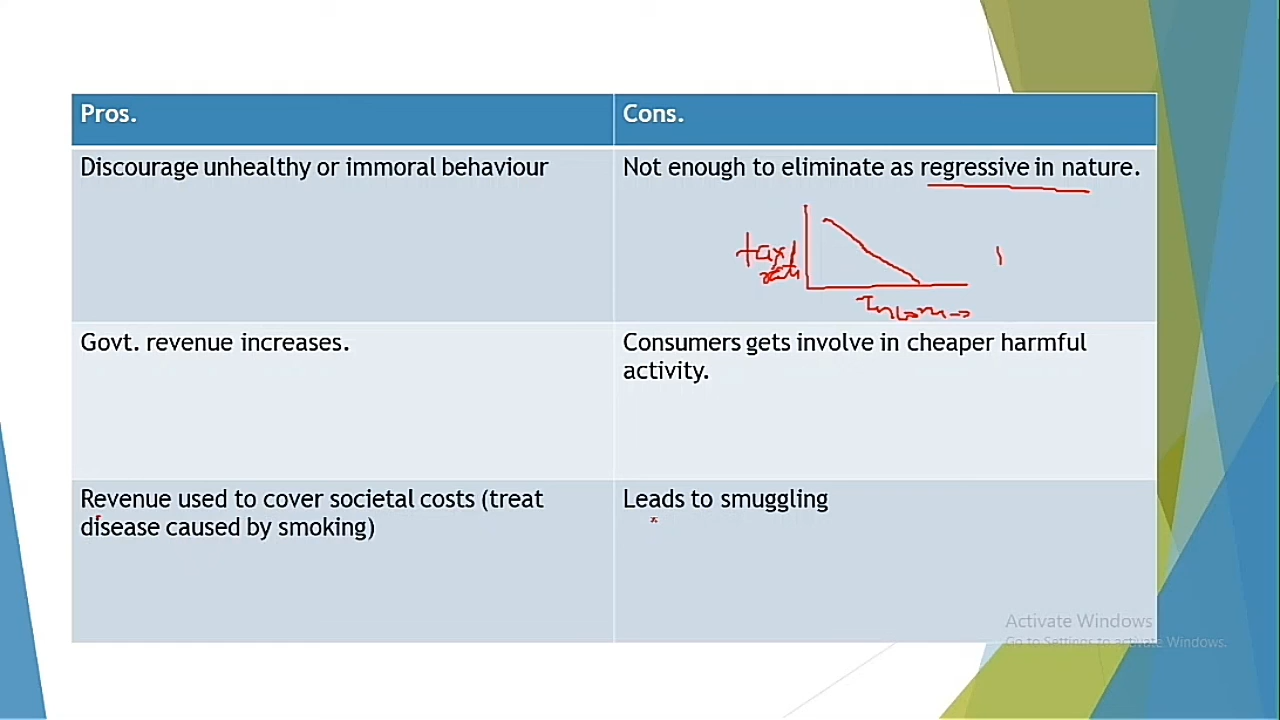 Pros.
Cons.
Discourage unhealthy or immoral behaviour
Not enough to eliminate as regressive in nature.
tax
Govt. revenue increases.
Consumers gets involve in cheaper harmful
activity.
Revenue used to cover societal costs (treat
disease caused by smoking)
Leads to smuggling
Activate Windows
Go to Settings to activate Windows.